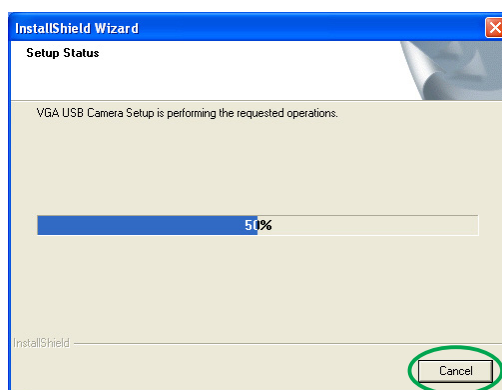 InstallShield Wizard
Setup Status
VGA USB Camera Setup is performing the requested operations.
50%
InstallShield
Cancel